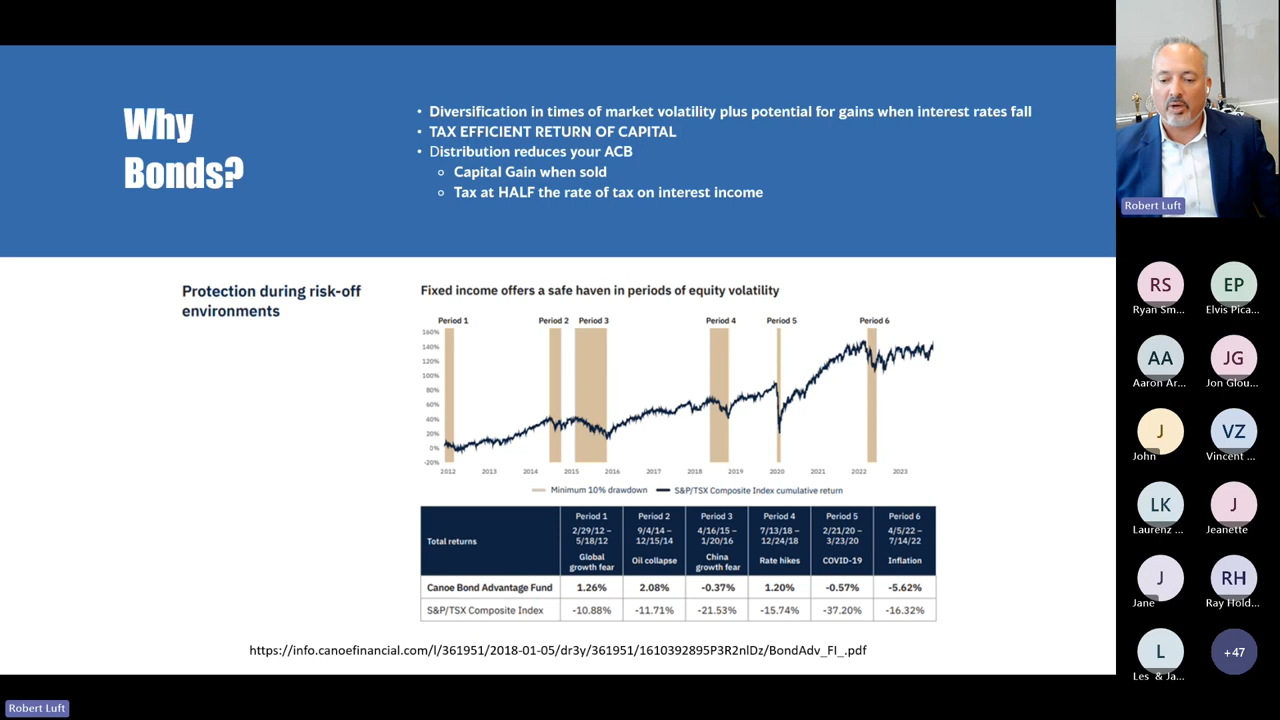 Why
Bonds?
• Diversification in times of market volatility plus potential for gains when interest rates fall
• TAX EFFICIENT RETURN OF CAPITAL
• Distribution reduces your ACB
o Capital Gain when sold
o Tax at HALF the rate of tax on interest income
Protection during risk-off
environments
Fixed income offers a safe haven in periods of equity volatility
Period 1 Period 2 Period 3 Period 4 Period 5 Period 6
160%
140%
120%
100%
80%
60%
40%
20%
0%
-20%
2012 2013 2014 2015 2016 2017 2018 2019 2020 2021 2022 2023
Minimum 10% drawdown S&P/TSX Composite Index cumulative return
Total returns
Period 1
2/29/12 –
5/18/12
Global
growth fear
Period 2
9/4/14 –
12/15/14
Oil collapse
Period 3
4/16/15 –
1/20/16
China
growth fear
Period 4
7/13/18 –
12/24/18
Rate hikes
Period 5
2/21/20 –
3/23/20
COVID-19
Period 6
4/5/22 –
7/14/22
Inflation
Canoe Bond Advantage Fund 1.26% 2.08% -0.37% 1.20% -0.57% -5.62%
S&P/TSX Composite Index -10.88% -11.71% -21.53% -15.74% -37.20% -16.32%
https://info.canoefinancial.com/l/361951/2018-01-05/dr3y/361951/1610392895P3R2nlDz/BondAdv_FI_.pdf
Robert Luft
RS EP
Ryan Sm... Elvis Pica...
AA JG
Aaron Ar... Jon Glou...
J VZ
John Vincent ...
LK J
Laurenz ... Jeanette
J RH
Jane Ray Hold...
L +47
Les & Ja...
Robert Luft